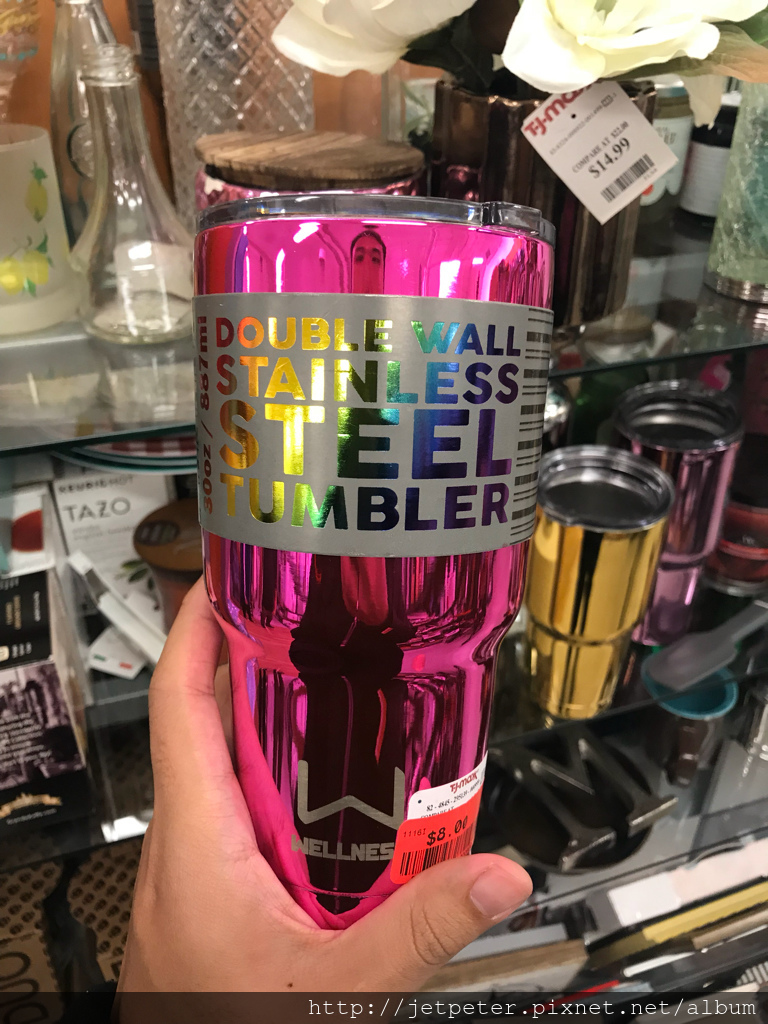 T·J·maxx
COMPARE AT $22.00
$14.99
DOUBLE WALL
STAINLESS
STEEL
TUMBLER
30oz / 887ml
TAZO
W
WELLNESS
T·J·maxx
$8.00
M
http://jetpeter.pixnet.net/album